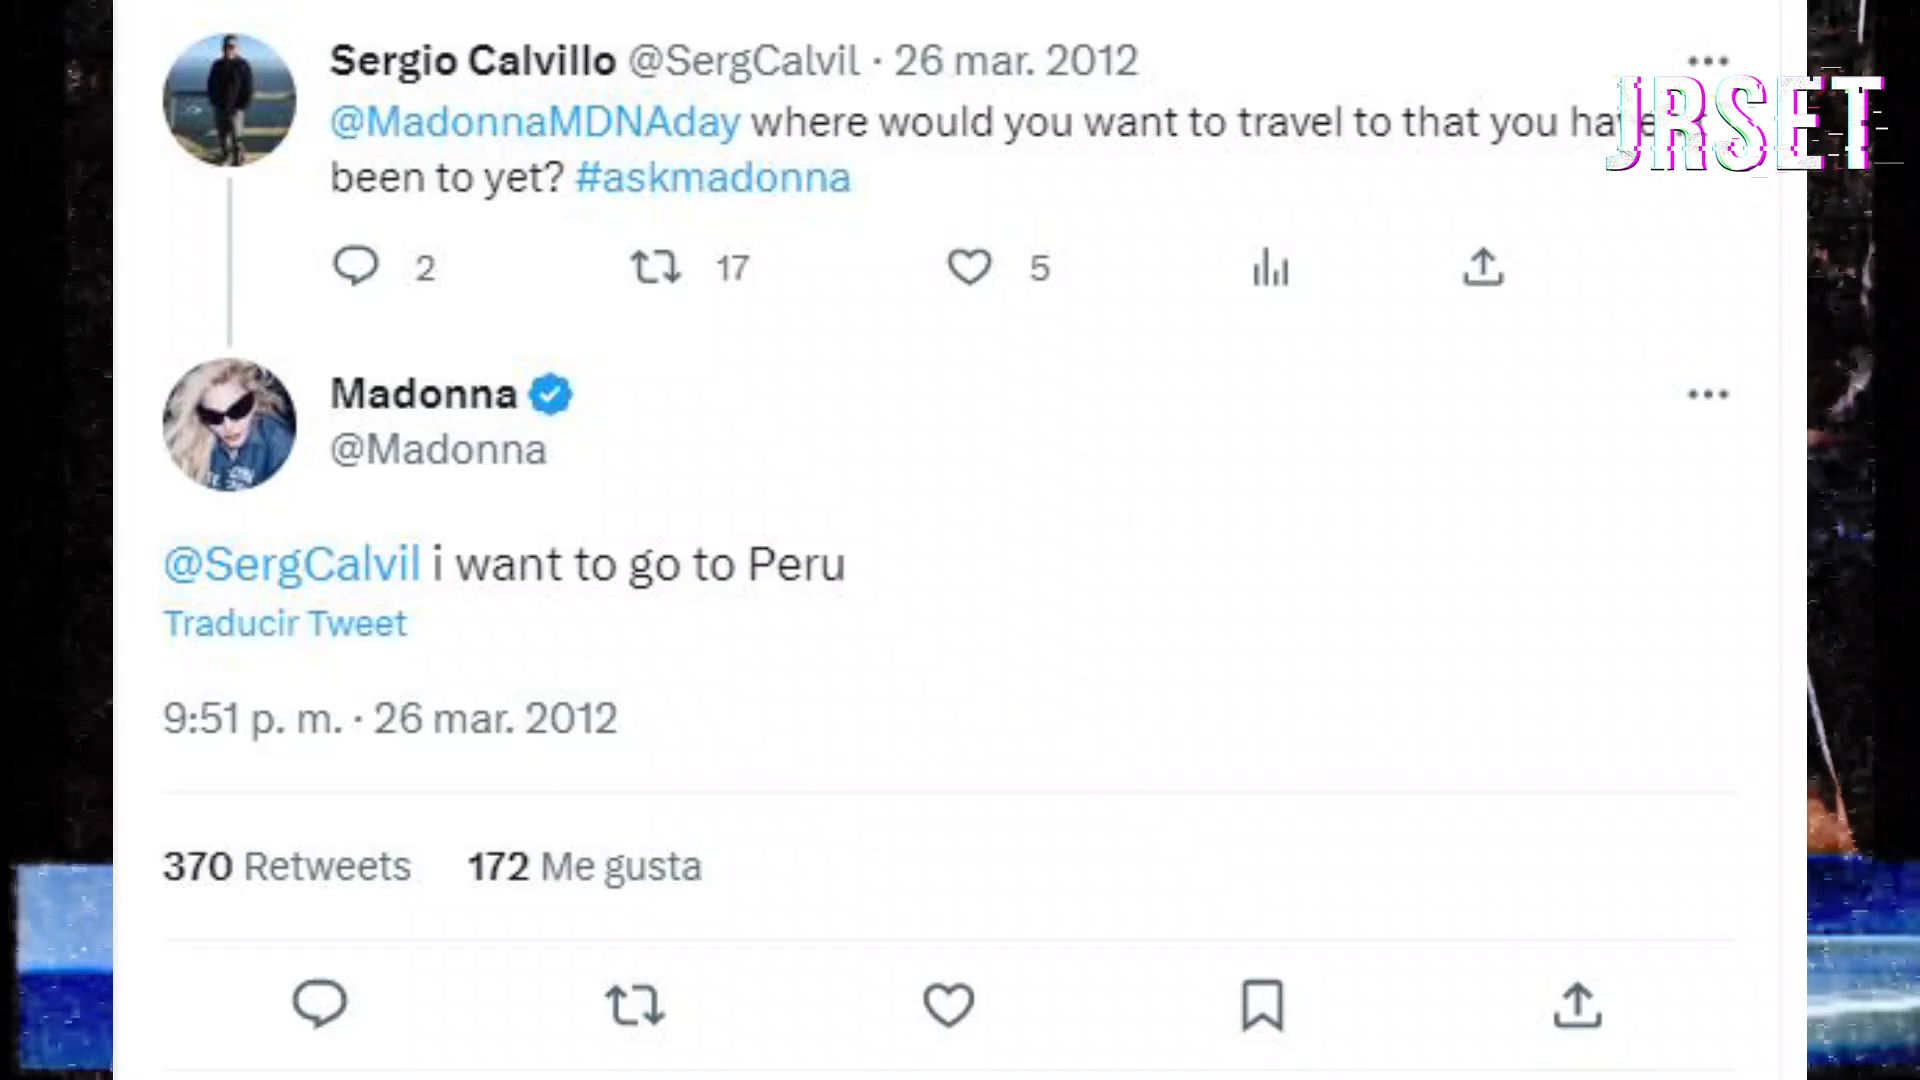 Sergio Calvillo @SergCalvil · 26 mar. 2012
JRSET
@MadonnaMDNAday where would you want to travel to that you have
been to yet? #askmadonna
2 17 5
Madonna
@Madonna
@SergCalvil i want to go to Peru
Traducir Tweet
9:51 p. m. · 26 mar. 2012
370 Retweets 172 Me gusta